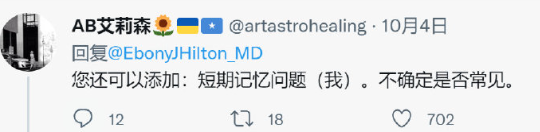 AB艾莉森🌻🇺🇦🇸🇴 @artastrohealing · 10月4日
回复@EbonyJHilton_MD
您还可以添加：短期记忆问题（我）。不确定是否常见。
12 18 702